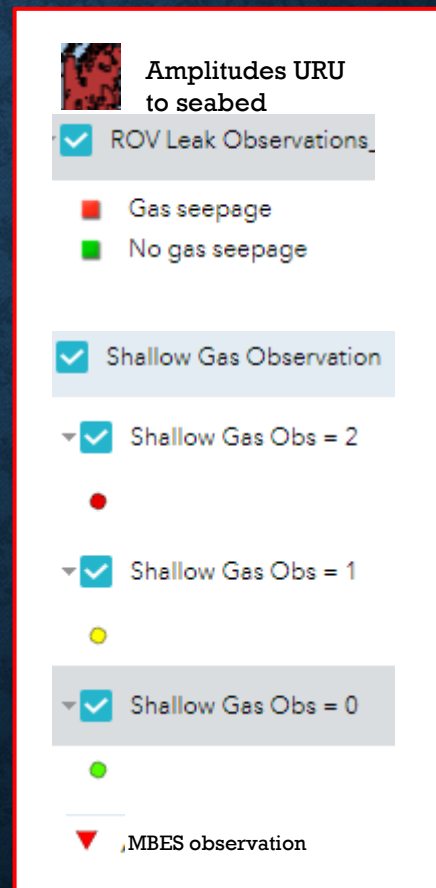 Amplitudes URU
to seabed
ROV Leak Observations_
Gas seepage
No gas seepage
Shallow Gas Observation
Shallow Gas Obs = 2
Shallow Gas Obs = 1
Shallow Gas Obs = 0
MBES observation